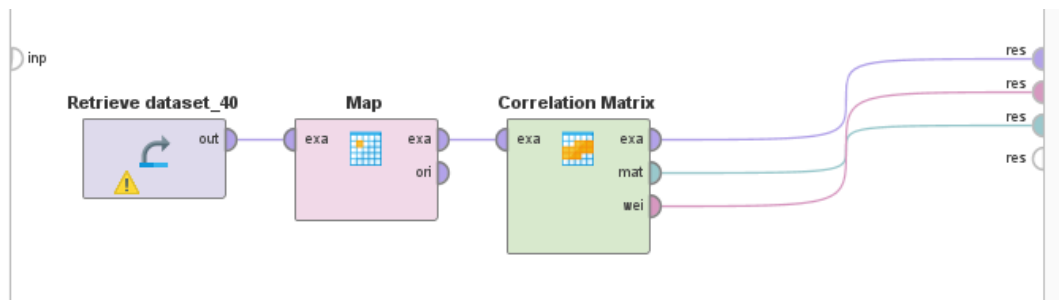 inp
Retrieve dataset_40
out
Map
exa
exa
ori
Correlation Matrix
exa
exa
mat
wei
res
res
res
res